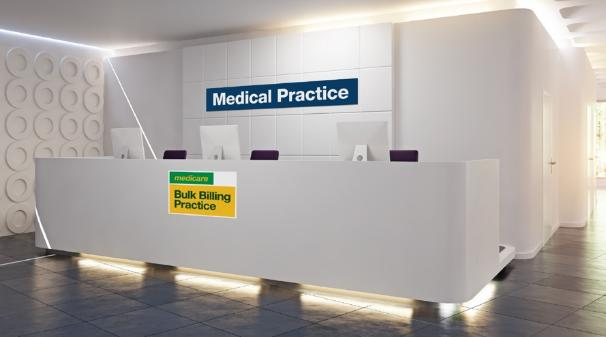 Medical Practice
medicare
Bulk Billing
Practice